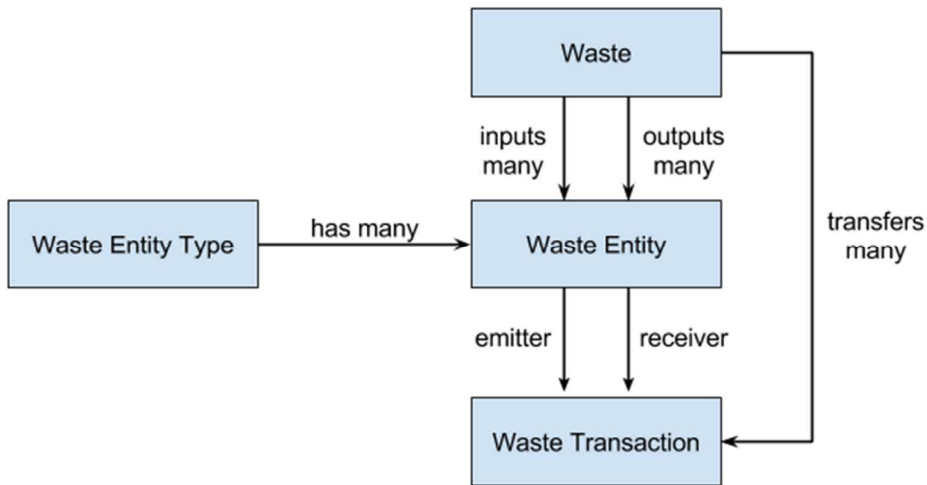 Waste
inputs
many
outputs
many
transfers
many
Waste Entity Type
has many
Waste Entity
emitter
receiver
Waste Transaction